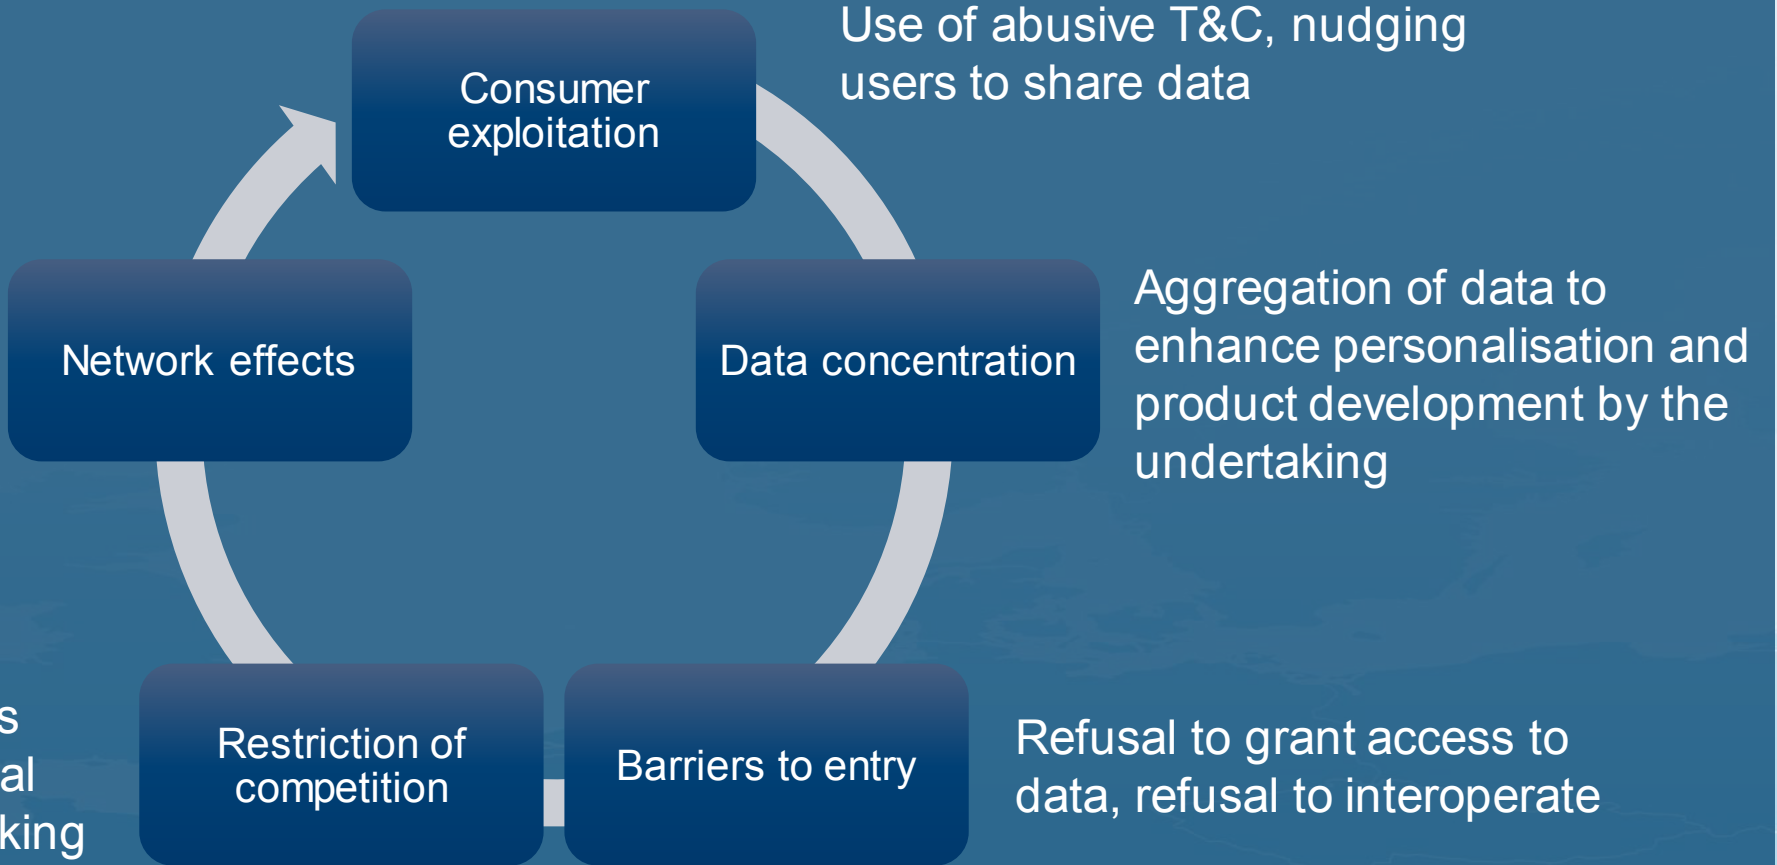 Use of abusive T&C, nudging
users to share data
Consumer
exploitation
Network effects
Data concentration
Aggregation of data to
enhance personalisation and
product development by the
undertaking
Restriction of
competition
Barriers to entry
Refusal to grant access to
data, refusal to interoperate